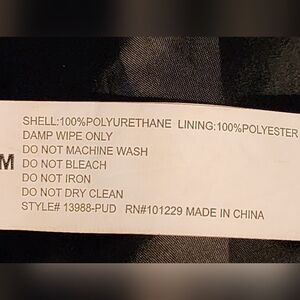 SHELL:100%POLYURETHANE LINING:100%POLYESTER
DAMP WIPE ONLY
DO NOT MACHINE WASH
M DO NOT BLEACH
DO NOT IRON
DO NOT DRY CLEAN
STYLE# 13988-PUD RN#101229 MADE IN CHINA